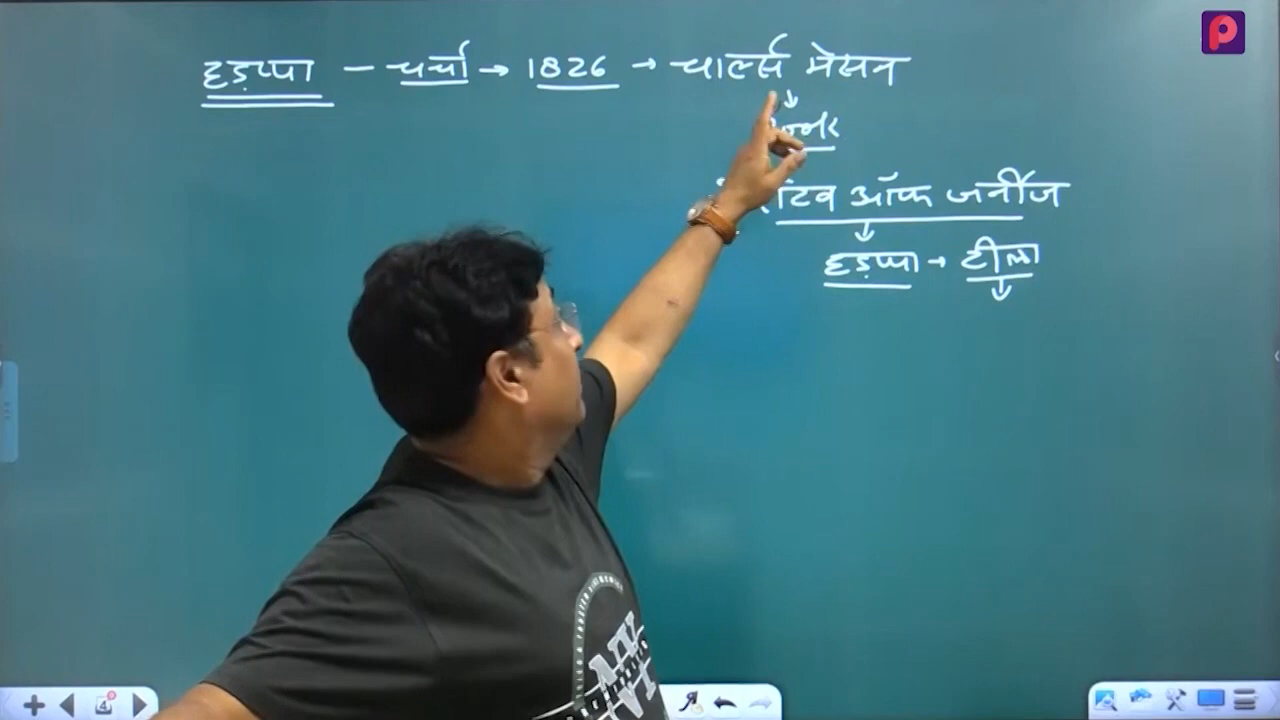 हड़प्पा - चर्चा → 1826 → चार्ल्स मेसन
ऑफ जर्नीज
हड़प्पा → टीला